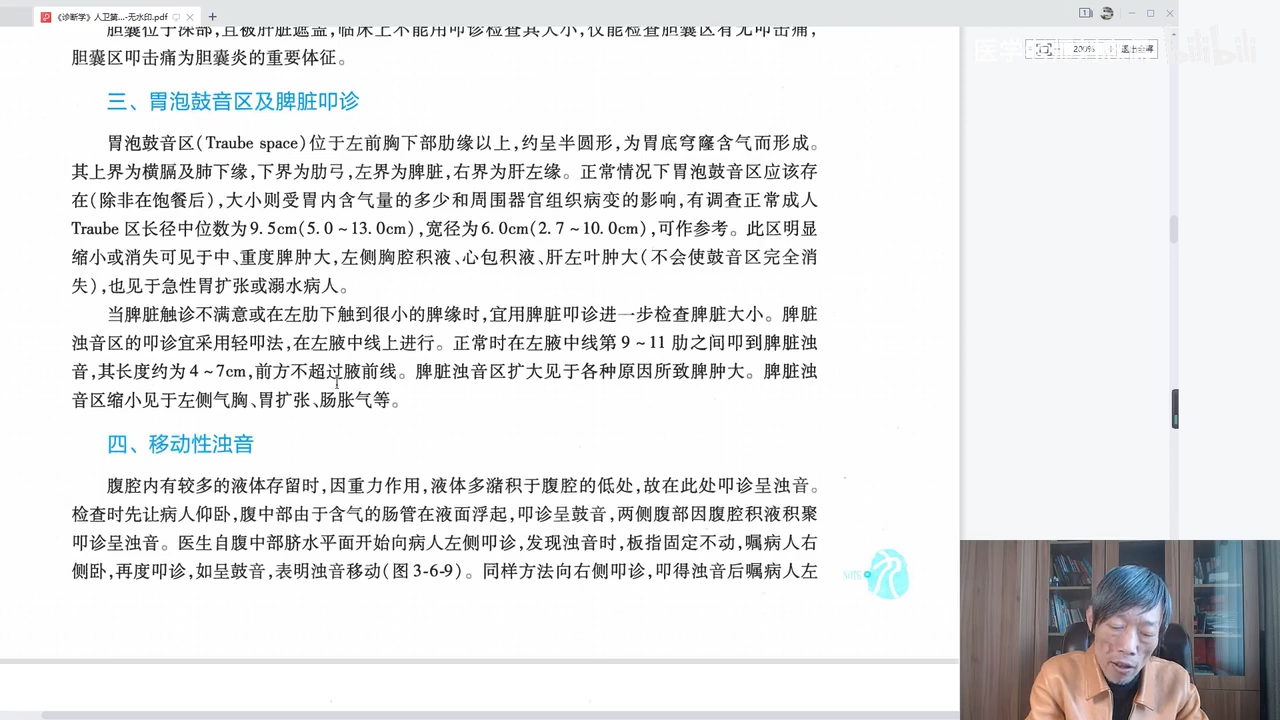 《诊断学》人卫第...-无水印.pdf
200%
退出全屏
bilibili
胆囊位于深部,且被肝脏遮盖,临床上不能用叩诊检查其大小,仅能检查胆囊区有无叩击痛,
胆囊区叩击痛为胆囊炎的重要体征。
三、胃泡鼓音区及脾脏叩诊
胃泡鼓音区(Traube space)位于左前胸下部肋缘以上,约呈半圆形,为胃底穹窿含气而形成。
其上界为横膈及肺下缘,下界为肋弓,左界为脾脏,右界为肝左缘。正常情况下胃泡鼓音区应该存
在(除非在饱餐后),大小则受胃内含气量的多少和周围器官组织病变的影响,有调查正常成人
Traube 区长径中位数为9.5cm(5.0~13.0cm),宽径为6.0cm(2.7~10.0cm),可作参考。此区明显
缩小或消失可见于中、重度脾肿大,左侧胸腔积液、心包积液、肝左叶肿大(不会使鼓音区完全消
失),也见于急性胃扩张或溺水病人。
当脾脏触诊不满意或在左肋下触到很小的脾缘时,宜用脾脏叩诊进一步检查脾脏大小。脾脏
浊音区的叩诊宜采用轻叩法,在左腋中线上进行。正常时在左腋中线第 9~11 肋之间叩到脾脏浊
音,其长度约为 4~7cm,前方不超过腋前线。脾脏浊音区扩大见于各种原因所致脾肿大。脾脏浊
音区缩小见于左侧气胸、胃扩张、肠胀气等。
四、移动性浊音
腹腔内有较多的液体存留时,因重力作用,液体多潴积于腹腔的低处,故在此处叩诊呈浊音。
检查时先让病人仰卧,腹中部由于含气的肠管在液面浮起,叩诊呈鼓音,两侧腹部因腹腔积液积聚
叩诊呈浊音。医生自腹中部脐水平面开始向病人左侧叩诊,发现浊音时,板指固定不动,嘱病人右
侧卧,再度叩诊,如呈鼓音,表明浊音移动(图 3-6-9)。同样方法向右侧叩诊,叩得浊音后嘱病人左